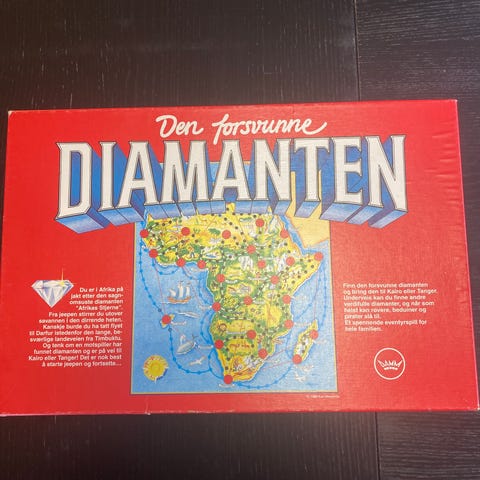 Den forsvunne
DIAMANTEN
Du er i Afrika på
jakt etter den sagn-
omsuste diamanten
"Afrikas Stjerne".
Fra jeepen stirrer du utover
savannen i den dirrende heten.
Kanskje burde du ha tatt flyet
til Darfur istedenfor den lange, be-
sværlige landeveien fra Timbuktu.
Og tenk om en motspiller har
funnet diamanten og er på vei til
Kairo eller Tanger! Det er nok best
å starte jeepen og fortsette...
Finn den forsvunne diamanten
og bring den til Kairo eller Tanger.
Underveis kan du finne andre
verdifulle diamanter, og når som
helst kan røvere, beduiner og
pirater slå til.
Et spennende eventyrspill for
hele familien.
DAMM